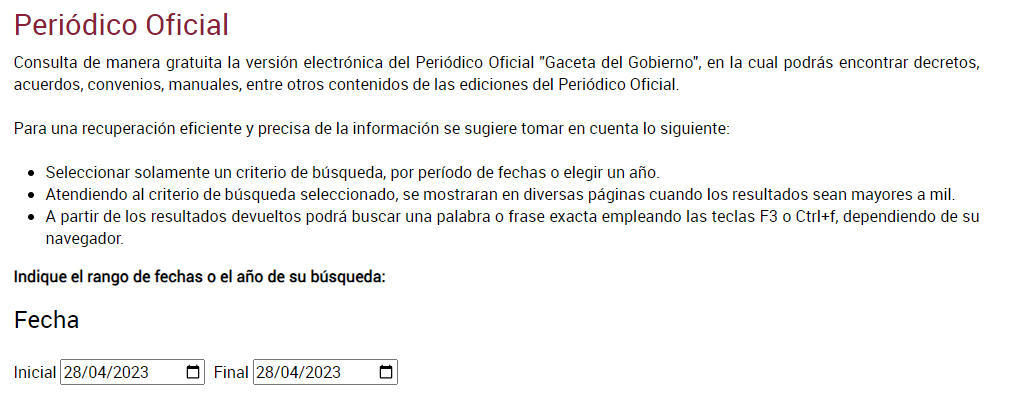 Periódico Oficial
Consulta de manera gratuita la versión electrónica del Periódico Oficial "Gaceta del Gobierno", en la cual podrás encontrar decretos,
acuerdos, convenios, manuales, entre otros contenidos de las ediciones del Periódico Oficial.
Para una recuperación eficiente y precisa de la información se sugiere tomar en cuenta lo siguiente:
• Seleccionar solamente un criterio de búsqueda, por período de fechas o elegir un año.
• Atendiendo al criterio de búsqueda seleccionado, se mostraran en diversas páginas cuando los resultados sean mayores a mil.
• A partir de los resultados devueltos podrá buscar una palabra o frase exacta empleando las teclas F3 o Ctrl+f, dependiendo de su
navegador.
Indique el rango de fechas o el año de su búsqueda:
Fecha
Inicial 28/04/2023 Final 28/04/2023